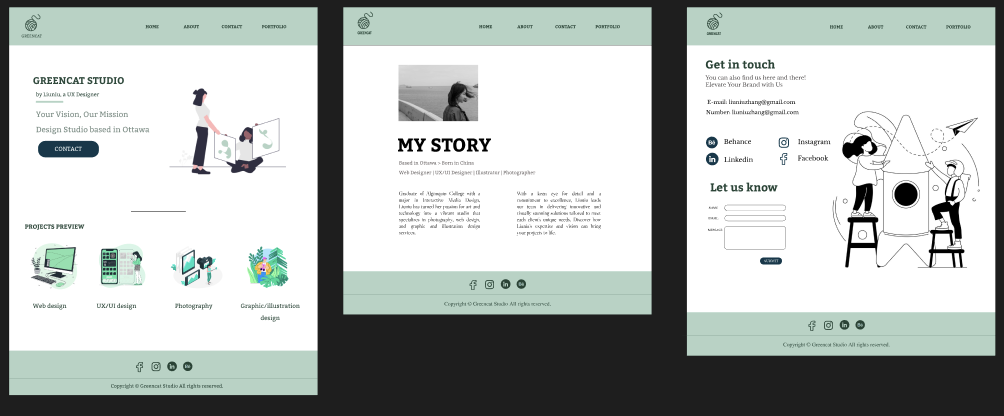 GREENCAT
HOME
ABOUT
CONTACT
PORTFOLIO
GREENCAT STUDIO
by Liuniu, a UX Designer
Your Vision, Our Mission
Design Studio based in Ottawa
CONTACT
PROJECTS PREVIEW
Web design
UX/UI design
Photography
Graphic/illustration
design
Copyright © Greencat Studio All rights reserved.
GREENCAT
HOME
ABOUT
CONTACT
PORTFOLIO
MY STORY
Based in Ottawa > Born in China
Web Designer | UX/UI Designer | Illustrator | Photographer
Graduate of Algonquin College with a
major in Interactive Media Design,
Liuniu has turned her passion for art and
technology into a vibrant studio that
specializes in photography, web design,
and graphic and illustration design
services.
With a keen eye for detail and a
commitment to excellence, Liuniu leads
our team in delivering innovative and
visually stunning solutions tailored to meet
each client's unique needs. Discover how
Liuniu's expertise and vision can bring
your projects to life.
Copyright © Greencat Studio All rights reserved.
GREENCAT
HOME
ABOUT
CONTACT
PORTFOLIO
Get in touch
You can also find us here and there!
Elevate Your Brand with Us
E-mail: liuniuzhang@gmail.com
Number: liuniuzhang@gmail.com
Behance
Instagram
Linkedin
Facebook
Let us know
NAME
EMAIL
MESSAGE
SUBMIT
Copyright © Greencat Studio All rights reserved.